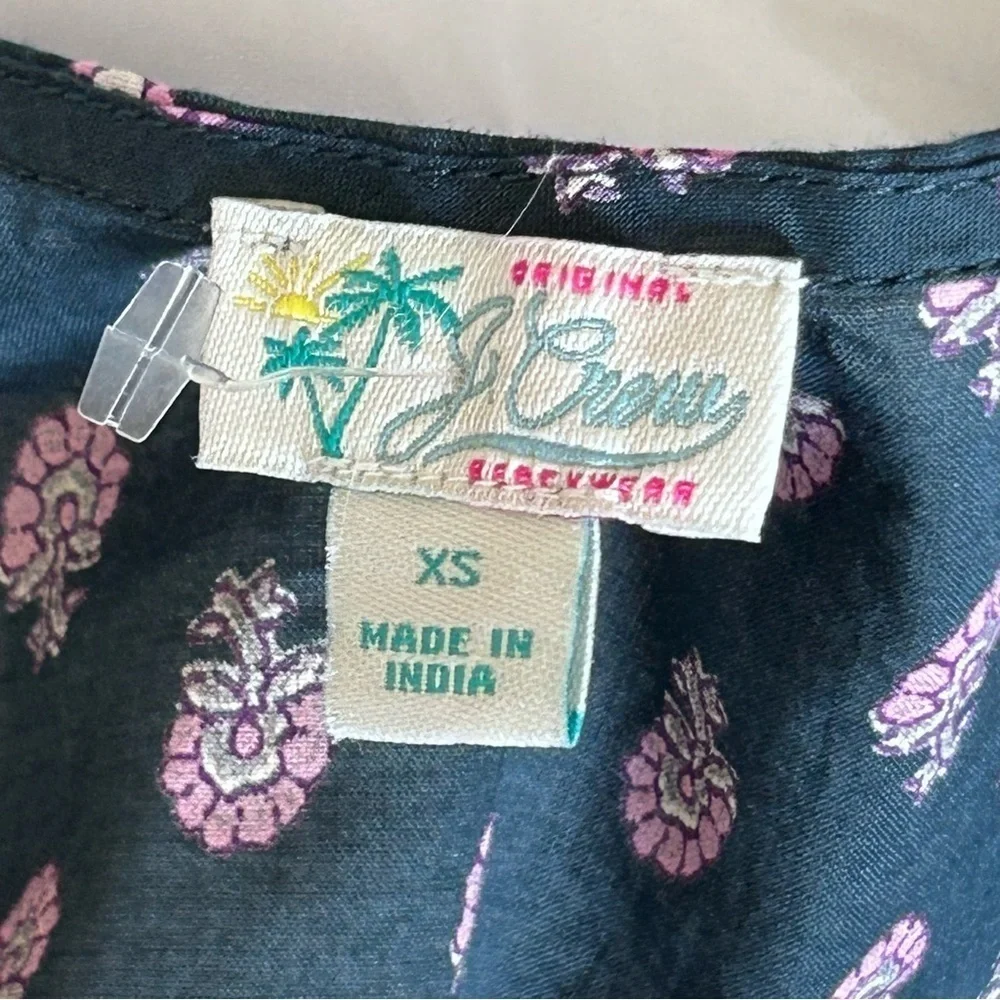 ORIGINAL
J. Crew
BEACHWEAR
XS
MADE IN
INDIA